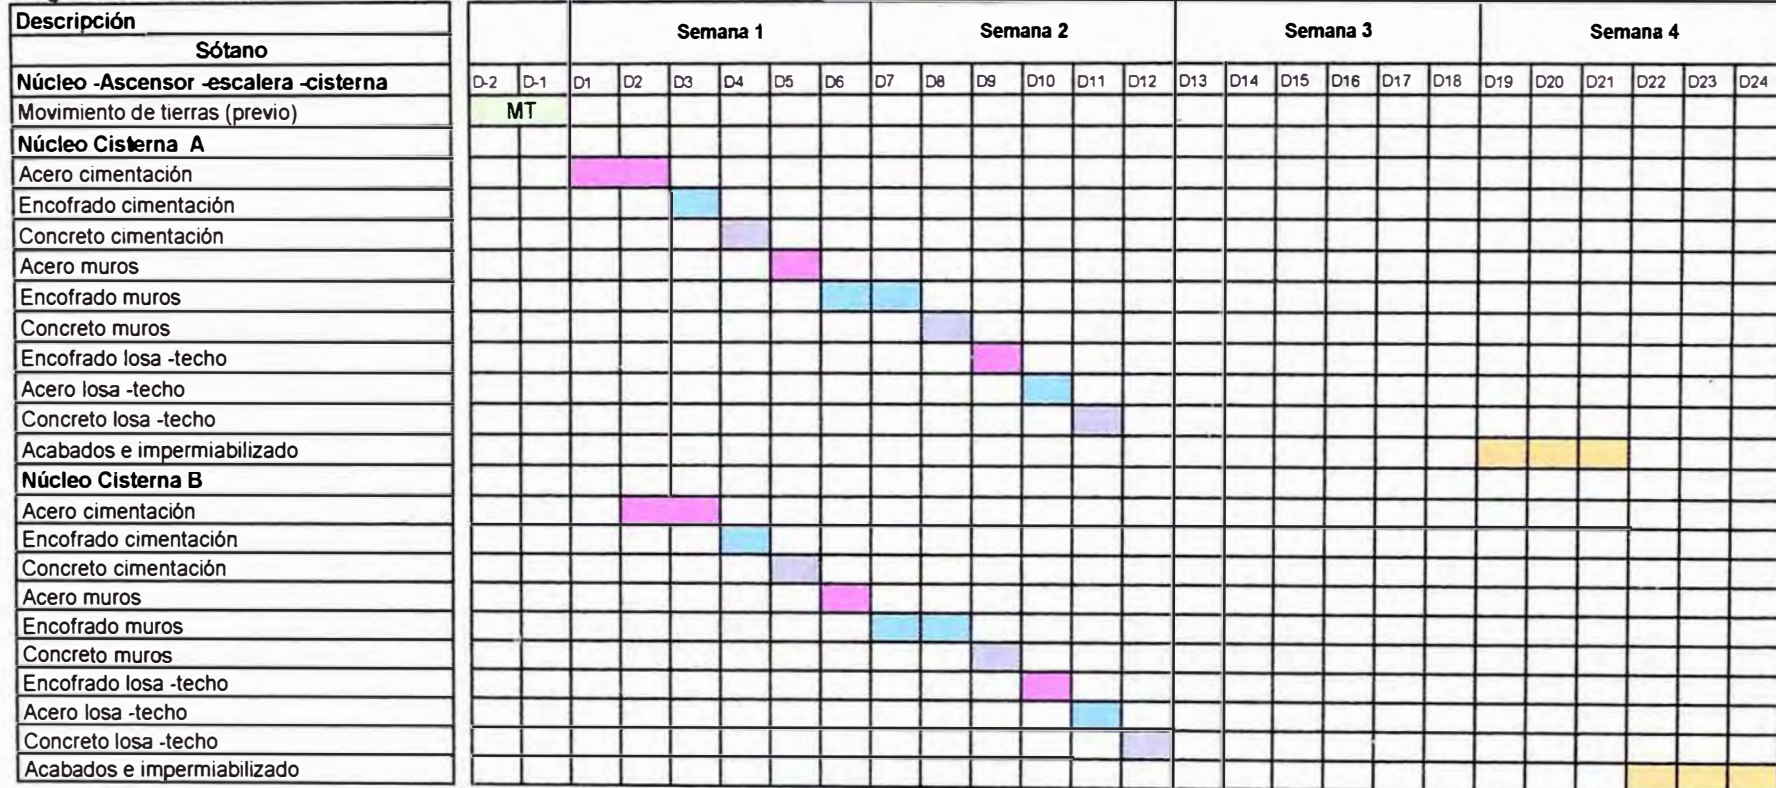 Descripción
Semana 1 Semana 2 Semana 3 Semana 4
Sótano
Núcleo -Ascensor -escalera -cisterna D-2 D-1 D1 D2 D3 D4 D5 D6 D7 D8 D9 D10 D11 D12 D13 D14 D15 D16 D17 D18 D19 D20 D21 D22 D23 D24
Movimiento de tierras (previo) MT
Núcleo Cisterna A
Acero cimentación
Encofrado cimentación
Concreto cimentación
Acero muros
Encofrado muros
Concreto muros
Encofrado losa -techo
Acero losa -techo
Concreto losa -techo
Acabados e impermiabilizado
Núcleo Cisterna B
Acero cimentación
Encofrado cimentación
Concreto cimentación
Acero muros
Encofrado muros
Concreto muros
Encofrado losa -techo
Acero losa -techo
Concreto losa -techo
Acabados e impermiabilizado